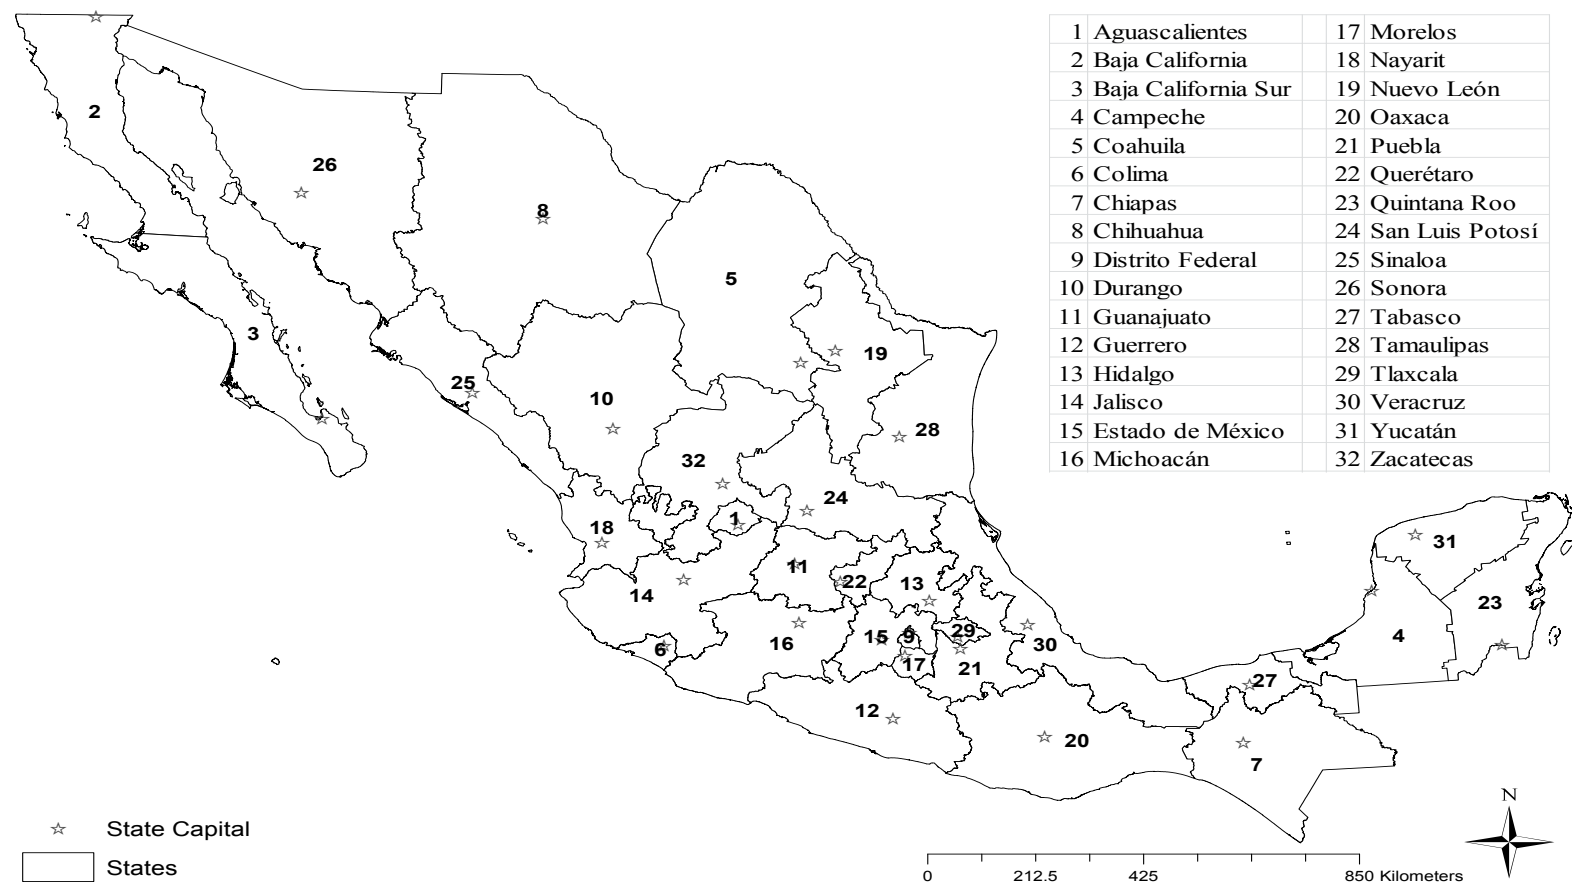 1 Aguascalientes 17 Morelos
2 Baja California 18 Nayarit
3 Baja California Sur 19 Nuevo León
4 Campeche 20 Oaxaca
5 Coahuila 21 Puebla
6 Colima 22 Querétaro
7 Chiapas 23 Quintana Roo
8 Chihuahua 24 San Luis Potosí
9 Distrito Federal 25 Sinaloa
10 Durango 26 Sonora
11 Guanajuato 27 Tabasco
12 Guerrero 28 Tamaulipas
13 Hidalgo 29 Tlaxcala
14 Jalisco 30 Veracruz
15 Estado de México 31 Yucatán
16 Michoacán 32 Zacatecas
2
26
8
5
3
19
25
10
28
32
24
1
18
31
11
22
13
14
23
29
15
9
4
16
30
6
17
21
27
12
20
7
N
State Capital
States
0 212.5 425 850 Kilometers